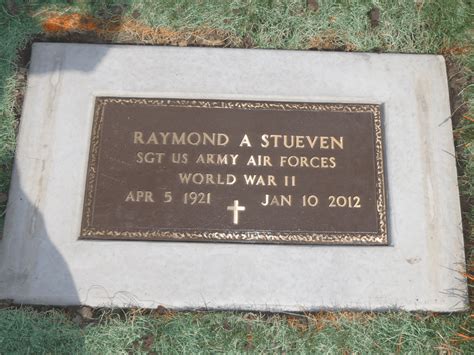 RAYMOND A STUEVEN
SGT US ARMY AIR FORCES
WORLD WAR II
APR 5 1921 JAN 10 2012